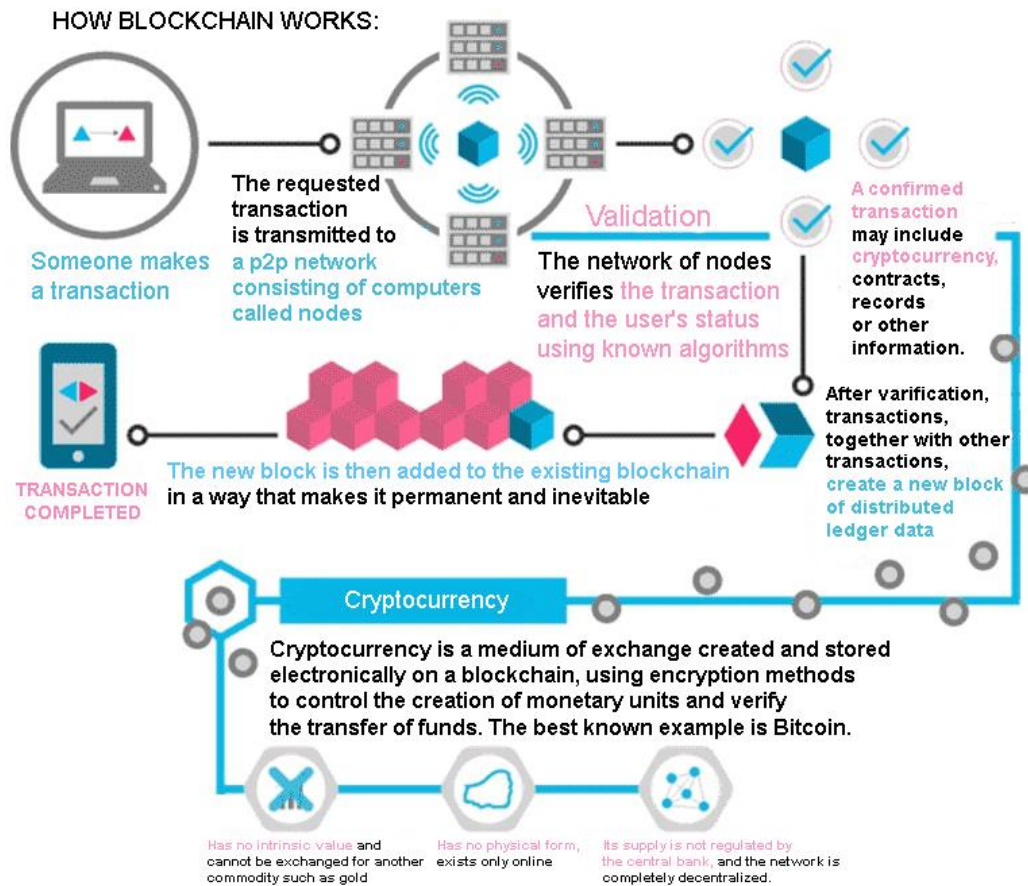 HOW BLOCKCHAIN WORKS:
Someone makes
a transaction
The requested
transaction
is transmitted to
a p2p network
consisting of computers
called nodes
Validation
The network of nodes
verifies the transaction
and the user's status
using known algorithms
A confirmed
transaction
may include
cryptocurrency,
contracts,
records
or other
information.
After varification,
transactions,
together with other
transactions,
create a new block
of distributed
ledger data
The new block is then added to the existing blockchain
in a way that makes it permanent and inevitable
TRANSACTION
COMPLETED
Cryptocurrency
Cryptocurrency is a medium of exchange created and stored
electronically on a blockchain, using encryption methods
to control the creation of monetary units and verify
the transfer of funds. The best known example is Bitcoin.
Has no intrinsic value and
cannot be exchanged for another
commodity such as gold
Has no physical form,
exists only online
Its supply is not regulated by
the central bank, and the network is
completely decentralized.